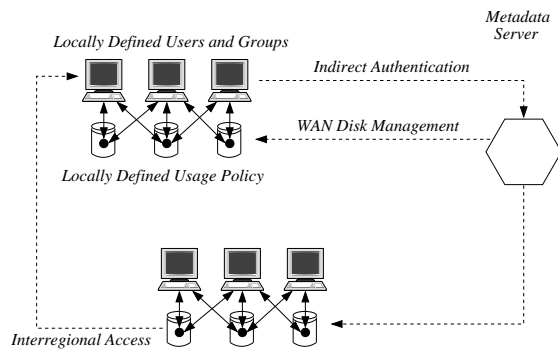 Metadata
Server
Locally Defined Users and Groups
Indirect Authentication
WAN Disk Management
Locally Defined Usage Policy
Interregional Access